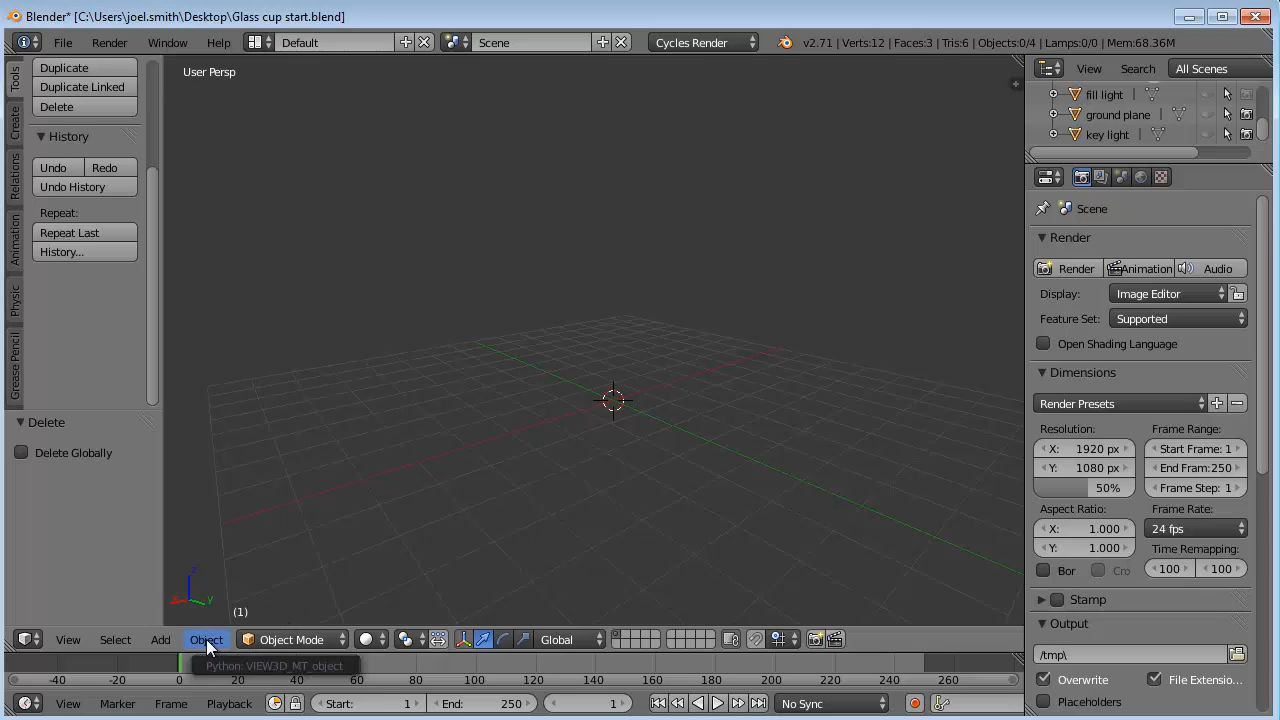 Blender* [C:\Users\joel.smith\Desktop\Glass cup start.blend]
File Render Window Help Default Scene Cycles Render v2.71 | Verts:12 | Faces:3 | Tris:6 | Objects:0/4 | Lamps:0/0 | Mem:68.36M
Tools
Create
Relations
Animation
Physic
Grease Pencil
Duplicate
Duplicate Linked
Delete
History
Undo Redo
Undo History
Repeat:
Repeat Last
History...
Delete
Delete Globally
User Persp
z
x y
(1)
View Select Add Object Object Mode Global
Python: VIEW3D_MT_object
-40 -20 0 20 40 60 80 100 120 140 160 180 200 220 240 260
View Marker Frame Playback Start: 1 End: 250 1 No Sync
View Search All Scenes
fill light
ground plane
key light
Scene
Render
Render Animation Audio
Display: Image Editor
Feature Set: Supported
Open Shading Language
Dimensions
Render Presets
Resolution: Frame Range:
X: 1920 px Start Frame: 1
Y: 1080 px End Fram:250
50% Frame Step: 1
Aspect Ratio: Frame Rate:
X: 1.000 24 fps
Y: 1.000 Time Remapping:
Bor Cro 100 100
Stamp
Output
/tmp\
Overwrite File Extensio...
Placeholders